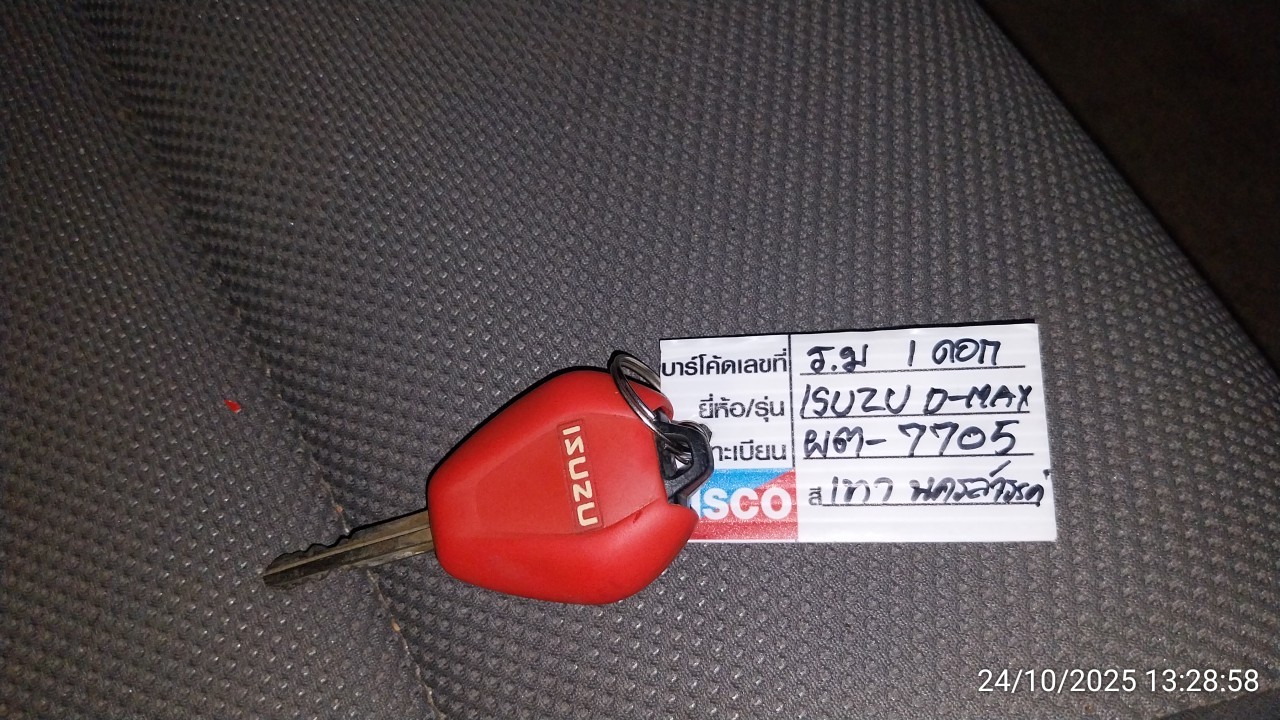 บาร์โค้ดเลขที่ ร.ม 1 ดอก
ยี่ห้อ/รุ่น ISUZU D-MAX
ทะเบียน ผต-7705
ISCO สี เทา นครสวรรค์
ISUZU
24/10/2025 13:28:58